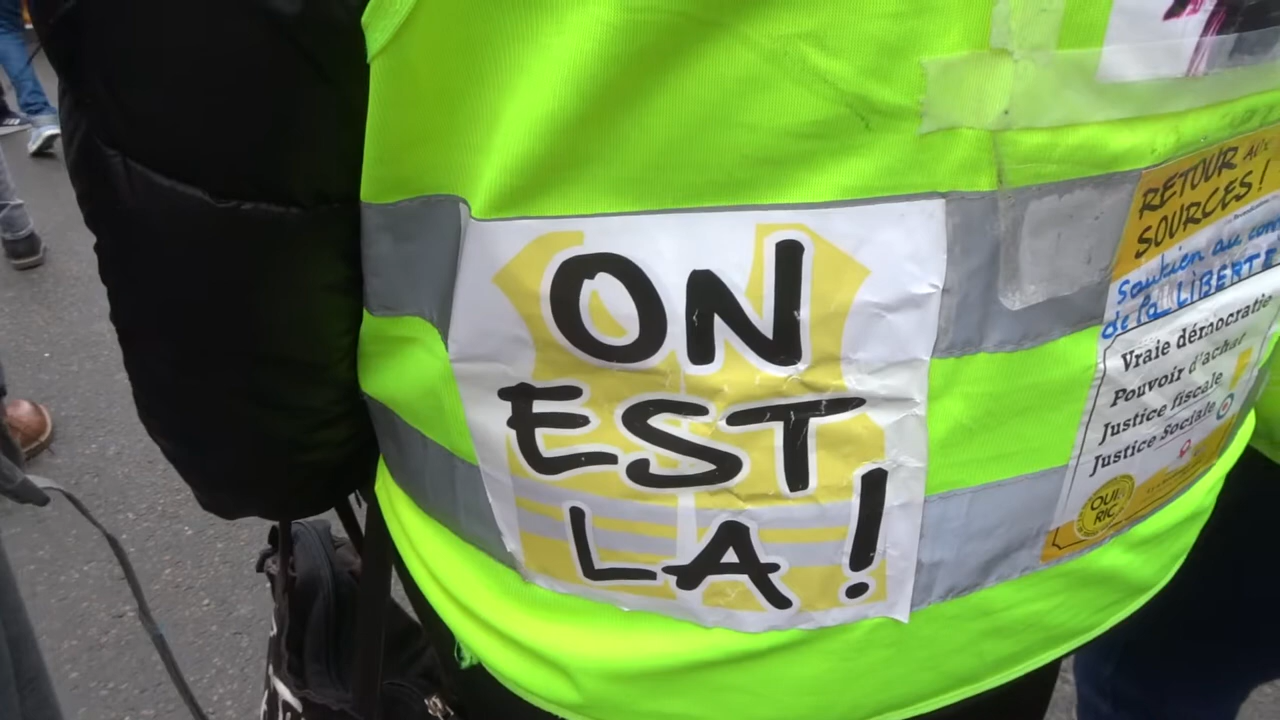 ON
EST
LA!
RETOUR AUX
SOURCES!
Soutien au
de la LIBERTE
Vraie démocratie
Pouvoir d'achat
Justice fiscale
Justice Sociale
OUI
RIC